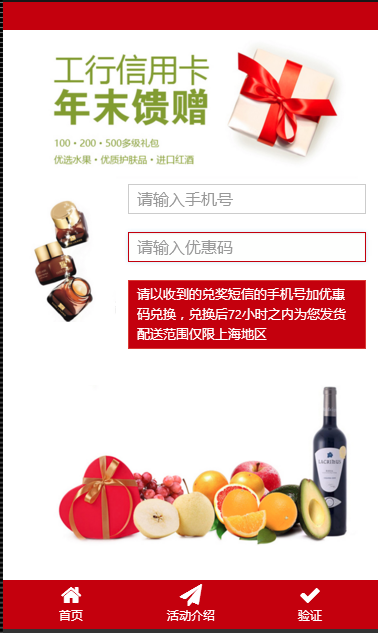 工行信用卡
年末馈赠
100·200·500多级礼包
优选水果·优质护肤品·进口红酒
请输入手机号
请输入优惠码
请以收到的兑奖短信的手机号加优惠
码兑换，兑换后72小时之内为您发货
配送范围仅限上海地区
首页
活动介绍
验证